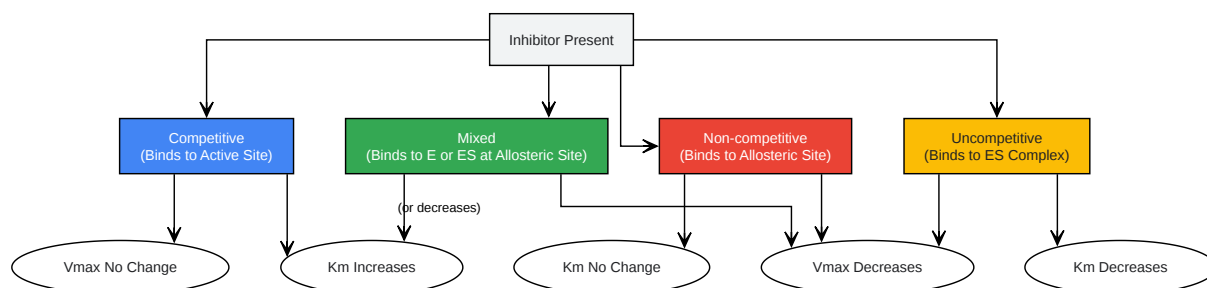 Inhibitor Present
Competitive
(Binds to Active Site)
Mixed
(Binds to E or ES at Allosteric Site)
Non-competitive
(Binds to Allosteric Site)
Uncompetitive
(Binds to ES Complex)
(or decreases)
Vmax No Change
Km Increases
Km No Change
Vmax Decreases
Km Decreases